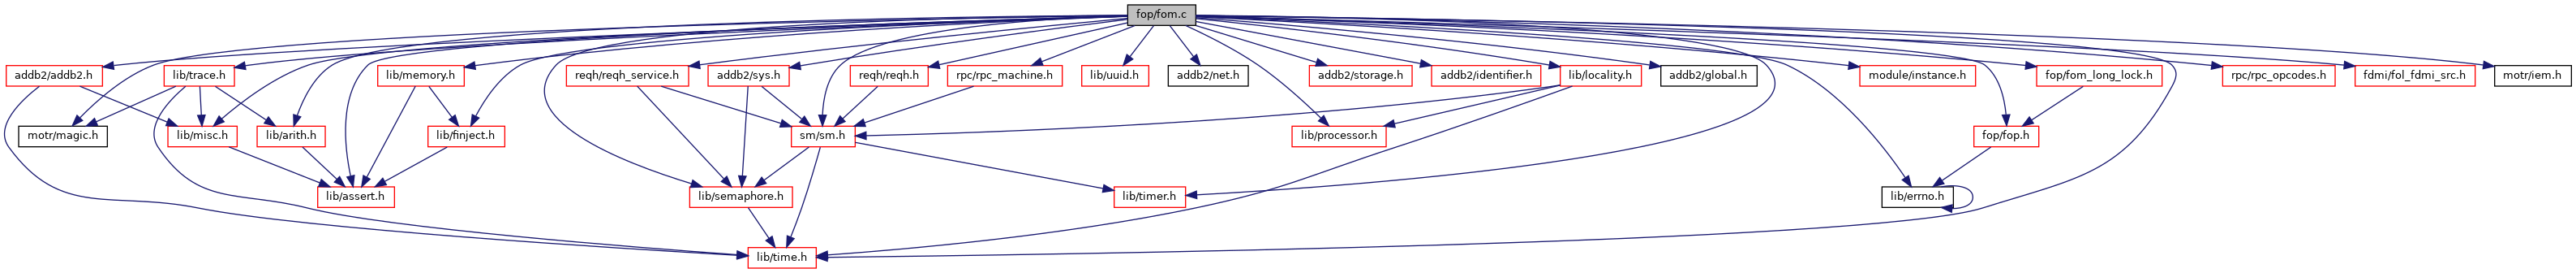 fop/fom.c
addb2/addb2.h
lib/trace.h
lib/memory.h
reqh/reqh_service.h
addb2/sys.h
reqh/reqh.h
rpc/rpc_machine.h
lib/uuid.h
addb2/net.h
addb2/storage.h
addb2/identifier.h
lib/locality.h
addb2/global.h
module/instance.h
fop/fom_long_lock.h
rpc/rpc_opcodes.h
fdmi/fol_fdmi_src.h
motr/iem.h
motr/magic.h
lib/misc.h
lib/arith.h
lib/finject.h
sm/sm.h
lib/processor.h
fop/fop.h
lib/assert.h
lib/semaphore.h
lib/timer.h
lib/errno.h
lib/time.h